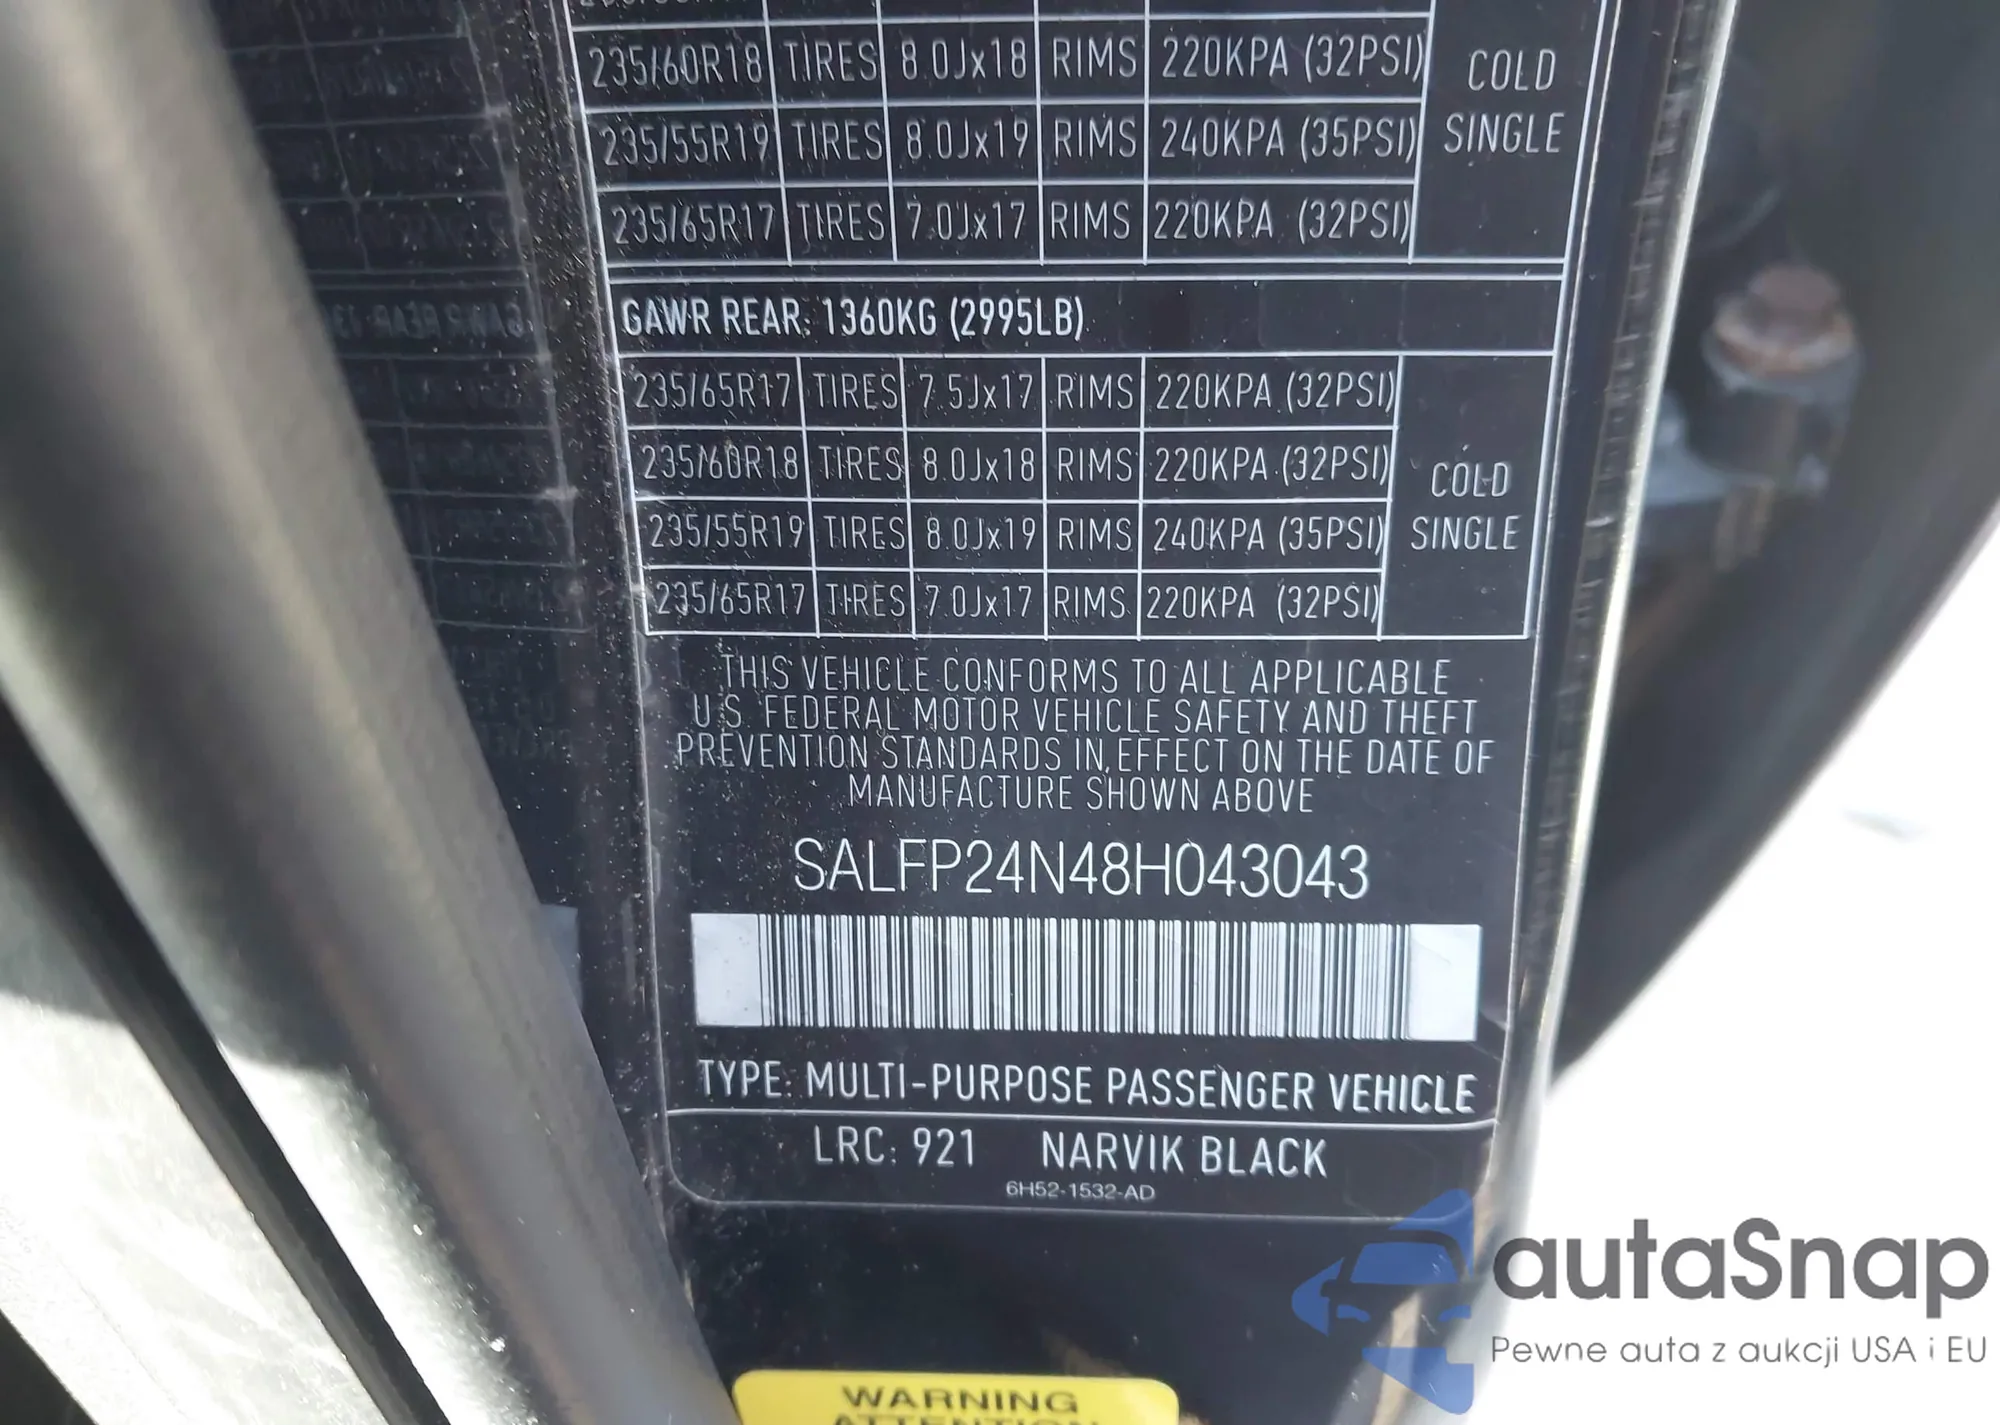 235/60R18 TIRES 8.0Jx18 RIMS 220KPA (32PSI) COLD
235/55R19 TIRES 8.0Jx19 RIMS 240KPA (35PSI) SINGLE
235/65R17 TIRES 7.0Jx17 RIMS 220KPA (32PSI)
GAWR REAR: 1360KG (2995LB)
235/65R17 TIRES 7.5Jx17 RIMS 220KPA (32PSI)
235/60R18 TIRES 8.0Jx18 RIMS 220KPA (32PSI) COLD
235/55R19 TIRES 8.0Jx19 RIMS 240KPA (35PSI) SINGLE
235/65R17 TIRES 7.0Jx17 RIMS 220KPA (32PSI)
THIS VEHICLE CONFORMS TO ALL APPLICABLE
U.S. FEDERAL MOTOR VEHICLE SAFETY AND THEFT
PREVENTION STANDARDS IN EFFECT ON THE DATE OF
MANUFACTURE SHOWN ABOVE
SALFP24N48H043043
TYPE: MULTI-PURPOSE PASSENGER VEHICLE
LRC: 921 NARVIK BLACK
6H52-1532-AD
WARNING
ATTENTION
autaSnap
Pewne auta z aukcji USA i EU